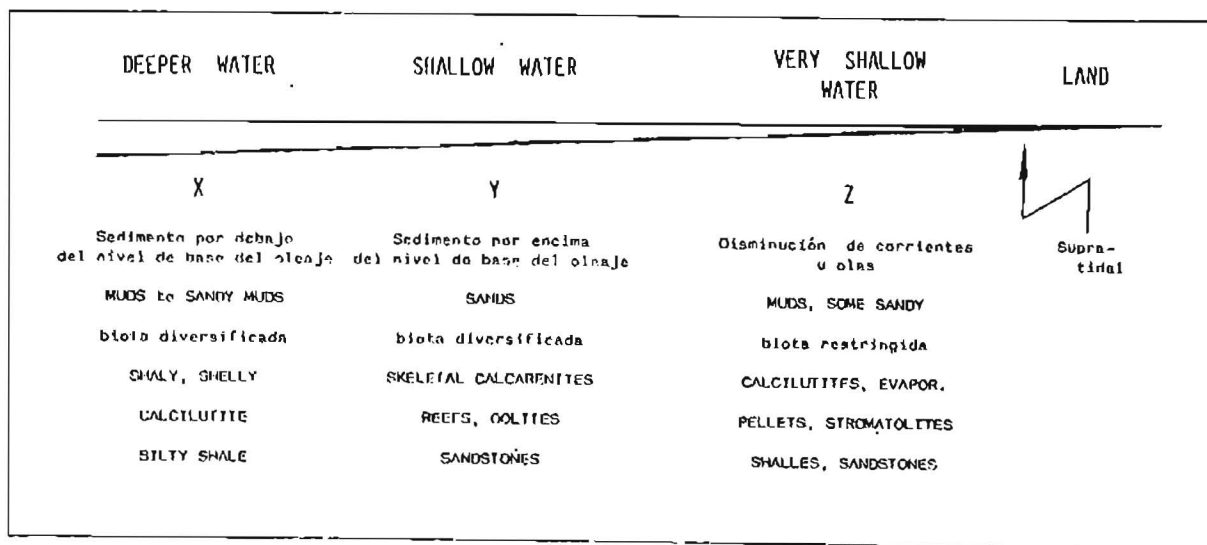 DEEPER WATER
SHALLOW WATER
VERY SHALLOW
WATER
LAND
X
Y
Z
Sedimento por debajo
del nivel de base del oleaje
Sedimento por encima
del nivel de base del oleaje
Disminución de corrientes
u olas
Supra-
tidal
MUDS to SANDY MUDS
SANDS
MUDS, SOME SANDY
biota diversificada
biota diversificada
biota restringida
SHALY, SHELLY
SKELETAL CALCARENITES
CALCILUTITES, EVAPOR.
CALCILUTITE
REEFS, OOLITES
PELLETS, STROMATOLITES
SILTY SHALE
SANDSTONES
SHALLES, SANDSTONES